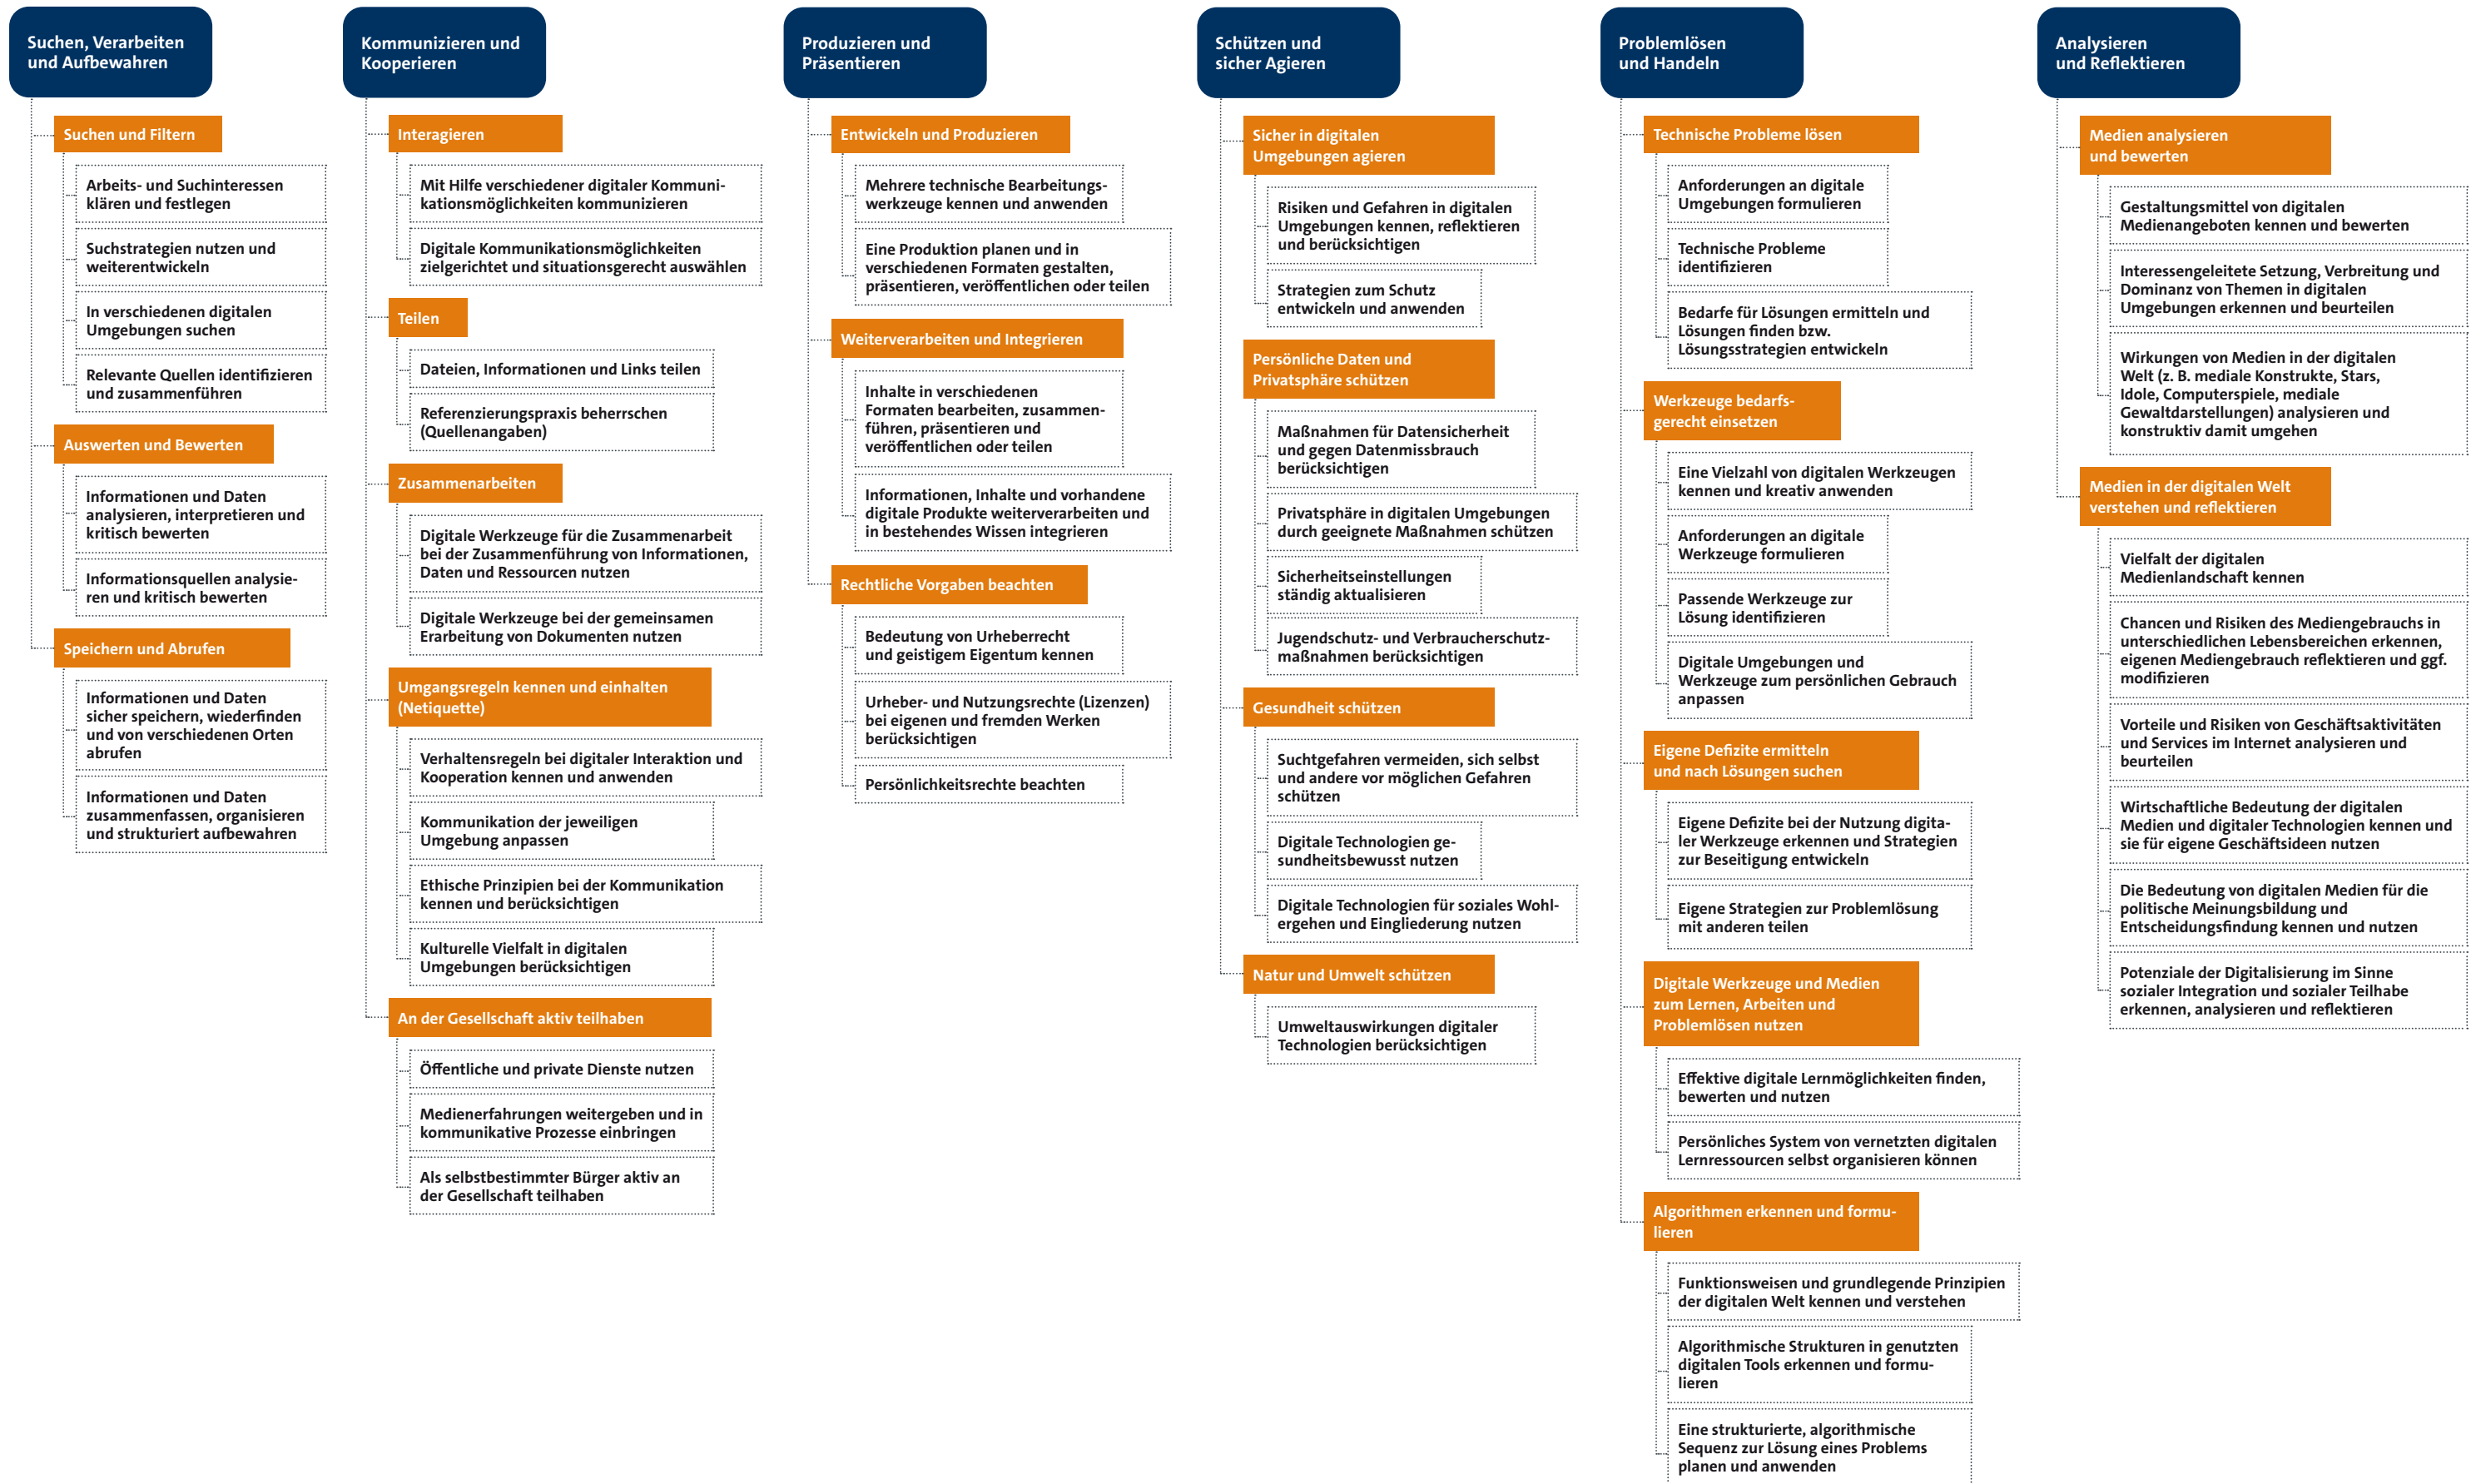 Suchen, Verarbeiten
und Aufbewahren
Suchen und Filtern
Arbeits- und Suchinteressen
klären und festlegen
Suchstrategien nutzen und
weiterentwickeln
In verschiedenen digitalen
Umgebungen suchen
Relevante Quellen identifizieren
und zusammenführen
Auswerten und Bewerten
Informationen und Daten
analysieren, interpretieren und
kritisch bewerten
Informationsquellen analysie-
ren und kritisch bewerten
Speichern und Abrufen
Informationen und Daten
sicher speichern, wiederfinden
und von verschiedenen Orten
abrufen
Informationen und Daten
zusammenfassen, organisieren
und strukturiert aufbewahren
Kommunizieren und
Kooperieren
Interagieren
Mit Hilfe verschiedener digitaler Kommuni-
kationsmöglichkeiten kommunizieren
Digitale Kommunikationsmöglichkeiten
zielgerichtet und situationsgerecht auswählen
Teilen
Dateien, Informationen und Links teilen
Referenzierungspraxis beherrschen
(Quellenangaben)
Zusammenarbeiten
Digitale Werkzeuge für die Zusammenarbeit
bei der Zusammenführung von Informationen,
Daten und Ressourcen nutzen
Digitale Werkzeuge bei der gemeinsamen
Erarbeitung von Dokumenten nutzen
Umgangsregeln kennen und einhalten
(Netiquette)
Verhaltensregeln bei digitaler Interaktion und
Kooperation kennen und anwenden
Kommunikation der jeweiligen
Umgebung anpassen
Ethische Prinzipien bei der Kommunikation
kennen und berücksichtigen
Kulturelle Vielfalt in digitalen
Umgebungen berücksichtigen
An der Gesellschaft aktiv teilhaben
Öffentliche und private Dienste nutzen
Medienerfahrungen weitergeben und in
kommunikative Prozesse einbringen
Als selbstbestimmter Bürger aktiv an
der Gesellschaft teilhaben
Produzieren und
Präsentieren
Entwickeln und Produzieren
Mehrere technische Bearbeitungs-
werkzeuge kennen und anwenden
Eine Produktion planen und in
verschiedenen Formaten gestalten,
präsentieren, veröffentlichen oder teilen
Weiterverarbeiten und Integrieren
Inhalte in verschiedenen
Formaten bearbeiten, zusammen-
führen, präsentieren und
veröffentlichen oder teilen
Informationen, Inhalte und vorhandene
digitale Produkte weiterverarbeiten und
in bestehendes Wissen integrieren
Rechtliche Vorgaben beachten
Bedeutung von Urheberrecht
und geistigem Eigentum kennen
Urheber- und Nutzungsrechte (Lizenzen)
bei eigenen und fremden Werken
berücksichtigen
Persönlichkeitsrechte beachten
Schützen und
sicher Agieren
Sicher in digitalen
Umgebungen agieren
Risiken und Gefahren in digitalen
Umgebungen kennen, reflektieren
und berücksichtigen
Strategien zum Schutz
entwickeln und anwenden
Persönliche Daten und
Privatsphäre schützen
Maßnahmen für Datensicherheit
und gegen Datenmissbrauch
berücksichtigen
Privatsphäre in digitalen Umgebungen
durch geeignete Maßnahmen schützen
Sicherheitseinstellungen
ständig aktualisieren
Jugendschutz- und Verbraucherschutz-
maßnahmen berücksichtigen
Gesundheit schützen
Suchtgefahren vermeiden, sich selbst
und andere vor möglichen Gefahren
schützen
Digitale Technologien ge-
sundheitsbewusst nutzen
Digitale Technologien für soziales Wohl-
ergehen und Eingliederung nutzen
Natur und Umwelt schützen
Umweltauswirkungen digitaler
Technologien berücksichtigen
Problemlösen
und Handeln
Technische Probleme lösen
Anforderungen an digitale
Umgebungen formulieren
Technische Probleme
identifizieren
Bedarfe für Lösungen ermitteln und
Lösungen finden bzw.
Lösungsstrategien entwickeln
Werkzeuge bedarfs-
gerecht einsetzen
Eine Vielzahl von digitalen Werkzeugen
kennen und kreativ anwenden
Anforderungen an digitale
Werkzeuge formulieren
Passende Werkzeuge zur
Lösung identifizieren
Digitale Umgebungen und
Werkzeuge zum persönlichen Gebrauch
anpassen
Eigene Defizite ermitteln
und nach Lösungen suchen
Eigene Defizite bei der Nutzung digita-
ler Werkzeuge erkennen und Strategien
zur Beseitigung entwickeln
Eigene Strategien zur Problemlösung
mit anderen teilen
Digitale Werkzeuge und Medien
zum Lernen, Arbeiten und
Problemlösen nutzen
Effektive digitale Lernmöglichkeiten finden,
bewerten und nutzen
Persönliches System von vernetzten digitalen
Lernressourcen selbst organisieren können
Algorithmen erkennen und formu-
lieren
Funktionsweisen und grundlegende Prinzipien
der digitalen Welt kennen und verstehen
Algorithmische Strukturen in genutzten
digitalen Tools erkennen und formu-
lieren
Eine strukturierte, algorithmische
Sequenz zur Lösung eines Problems
planen und anwenden
Analysieren
und Reflektieren
Medien analysieren
und bewerten
Gestaltungsmittel von digitalen
Medienangeboten kennen und bewerten
Interessengeleitete Setzung, Verbreitung und
Dominanz von Themen in digitalen
Umgebungen erkennen und beurteilen
Wirkungen von Medien in der digitalen
Welt (z. B. mediale Konstrukte, Stars,
Idole, Computerspiele, mediale
Gewaltdarstellungen) analysieren und
konstruktiv damit umgehen
Medien in der digitalen Welt
verstehen und reflektieren
Vielfalt der digitalen
Medienlandschaft kennen
Chancen und Risiken des Mediengebrauchs in
unterschiedlichen Lebensbereichen erkennen,
eigenen Mediengebrauch reflektieren und ggf.
modifizieren
Vorteile und Risiken von Geschäftsaktivitäten
und Services im Internet analysieren und
beurteilen
Wirtschaftliche Bedeutung der digitalen
Medien und digitaler Technologien kennen und
sie für eigene Geschäftsideen nutzen
Die Bedeutung von digitalen Medien für die
politische Meinungsbildung und
Entscheidungsfindung kennen und nutzen
Potenziale der Digitalisierung im Sinne
sozialer Integration und sozialer Teilhabe
erkennen, analysieren und reflektieren